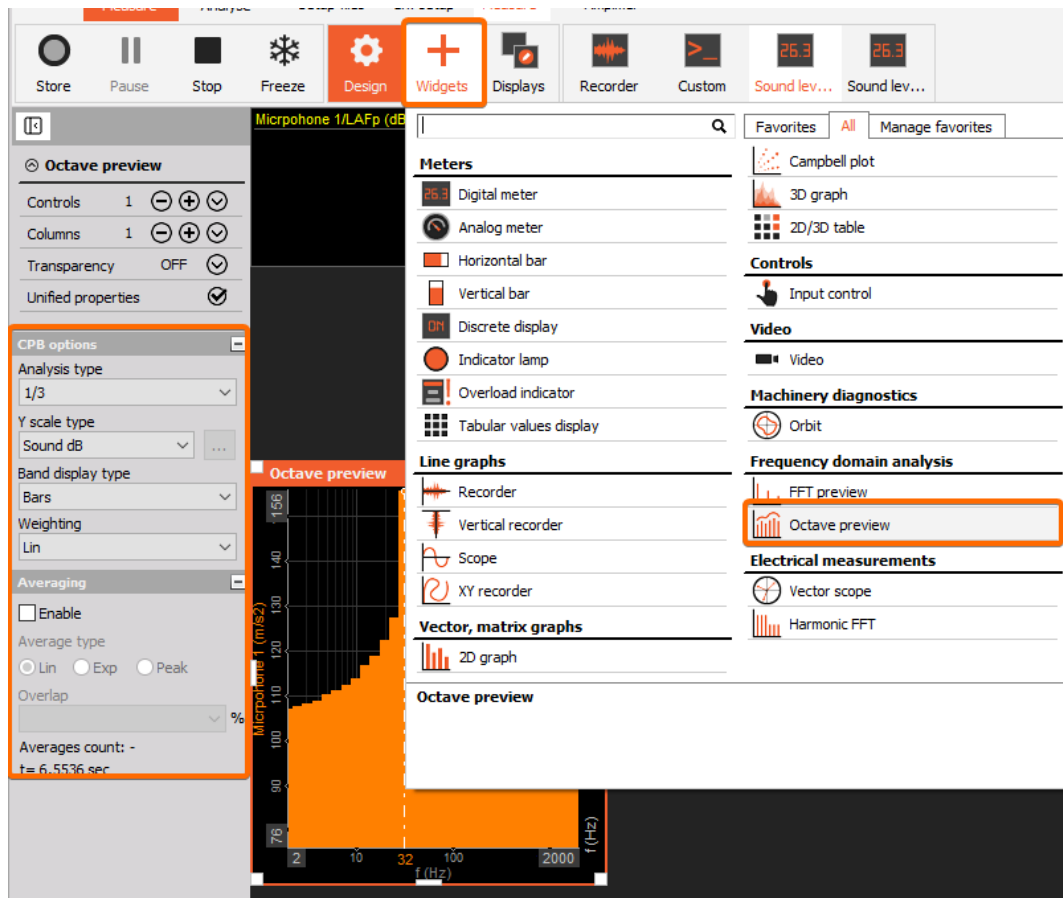 Measure
Measure
Store
Pause
Stop
Freeze
Design
Widgets
Displays
Recorder
Custom
26.3
Sound lev...
26.3
Sound lev...
Octave preview
Controls 1
Columns 1
Transparency OFF
Unified properties
CPB options
Analysis type
1/3
Y scale type
Sound dB
...
Band display type
Bars
Weighting
Lin
Averaging
Enable
Average type
Lin Exp Peak
Overlap
%
Averages count: -
t= 6.5536 sec
Micrpohone 1/LAFp (dB
Octave preview
Micrpohone 1 (m/s2)
156
140
130
120
110
100
90
76
2 10 32 100 2000
f (Hz)
f (Hz)
Meters
26.3 Digital meter
Analog meter
Horizontal bar
Vertical bar
ON Discrete display
Indicator lamp
Overload indicator
Tabular values display
Line graphs
Recorder
Vertical recorder
Scope
XY recorder
Vector, matrix graphs
2D graph
Octave preview
Favorites All Manage favorites
Campbell plot
3D graph
2D/3D table
Controls
Input control
Video
Video
Machinery diagnostics
Orbit
Frequency domain analysis
FFT preview
Octave preview
Electrical measurements
Vector scope
Harmonic FFT